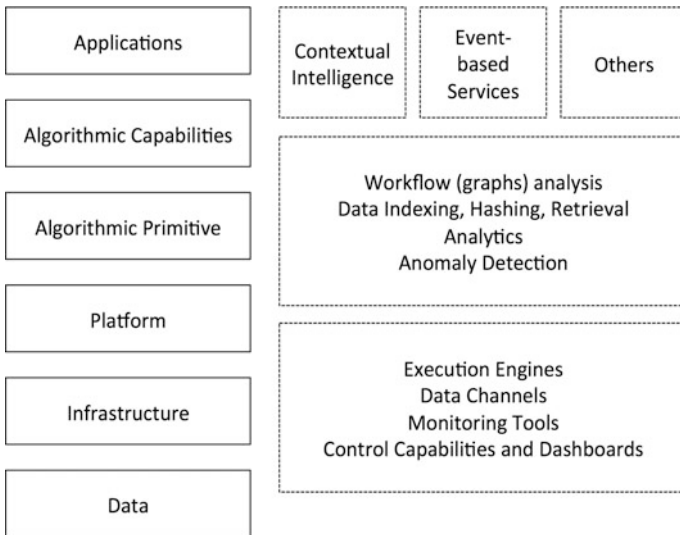 Applications
Algorithmic Capabilities
Algorithmic Primitive
Platform
Infrastructure
Data
Contextual
Intelligence
Event-
based
Services
Others
Workflow (graphs) analysis
Data Indexing, Hashing, Retrieval
Analytics
Anomaly Detection
Execution Engines
Data Channels
Monitoring Tools
Control Capabilities and Dashboards